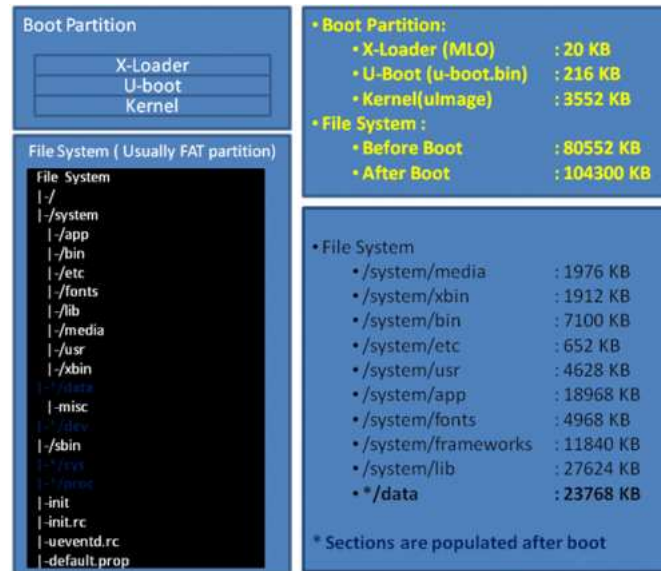 Boot Partition
X-Loader
U-boot
Kernel
File System ( Usually FAT partition)
File System
|-/
|-/system
|-/app
|-/bin
|-/etc
|-/fonts
|-/lib
|-/media
|-/usr
|-/xbin
|-*/data
|-misc
|-*/dev
|-/sbin
|-*/sys
|-*/proc
|-init
|-init.rc
|-ueventd.rc
|-default.prop
• Boot Partition:
• X-Loader (MLO) : 20 KB
• U-Boot (u-boot.bin) : 216 KB
• Kernel(uImage) : 3552 KB
• File System :
• Before Boot : 80552 KB
• After Boot : 104300 KB
• File System
• /system/media : 1976 KB
• /system/xbin : 1912 KB
• /system/bin : 7100 KB
• /system/etc : 652 KB
• /system/usr : 4628 KB
• /system/app : 18968 KB
• /system/fonts : 4968 KB
• /system/frameworks : 11840 KB
• /system/lib : 27624 KB
• */data : 23768 KB
* Sections are populated after boot